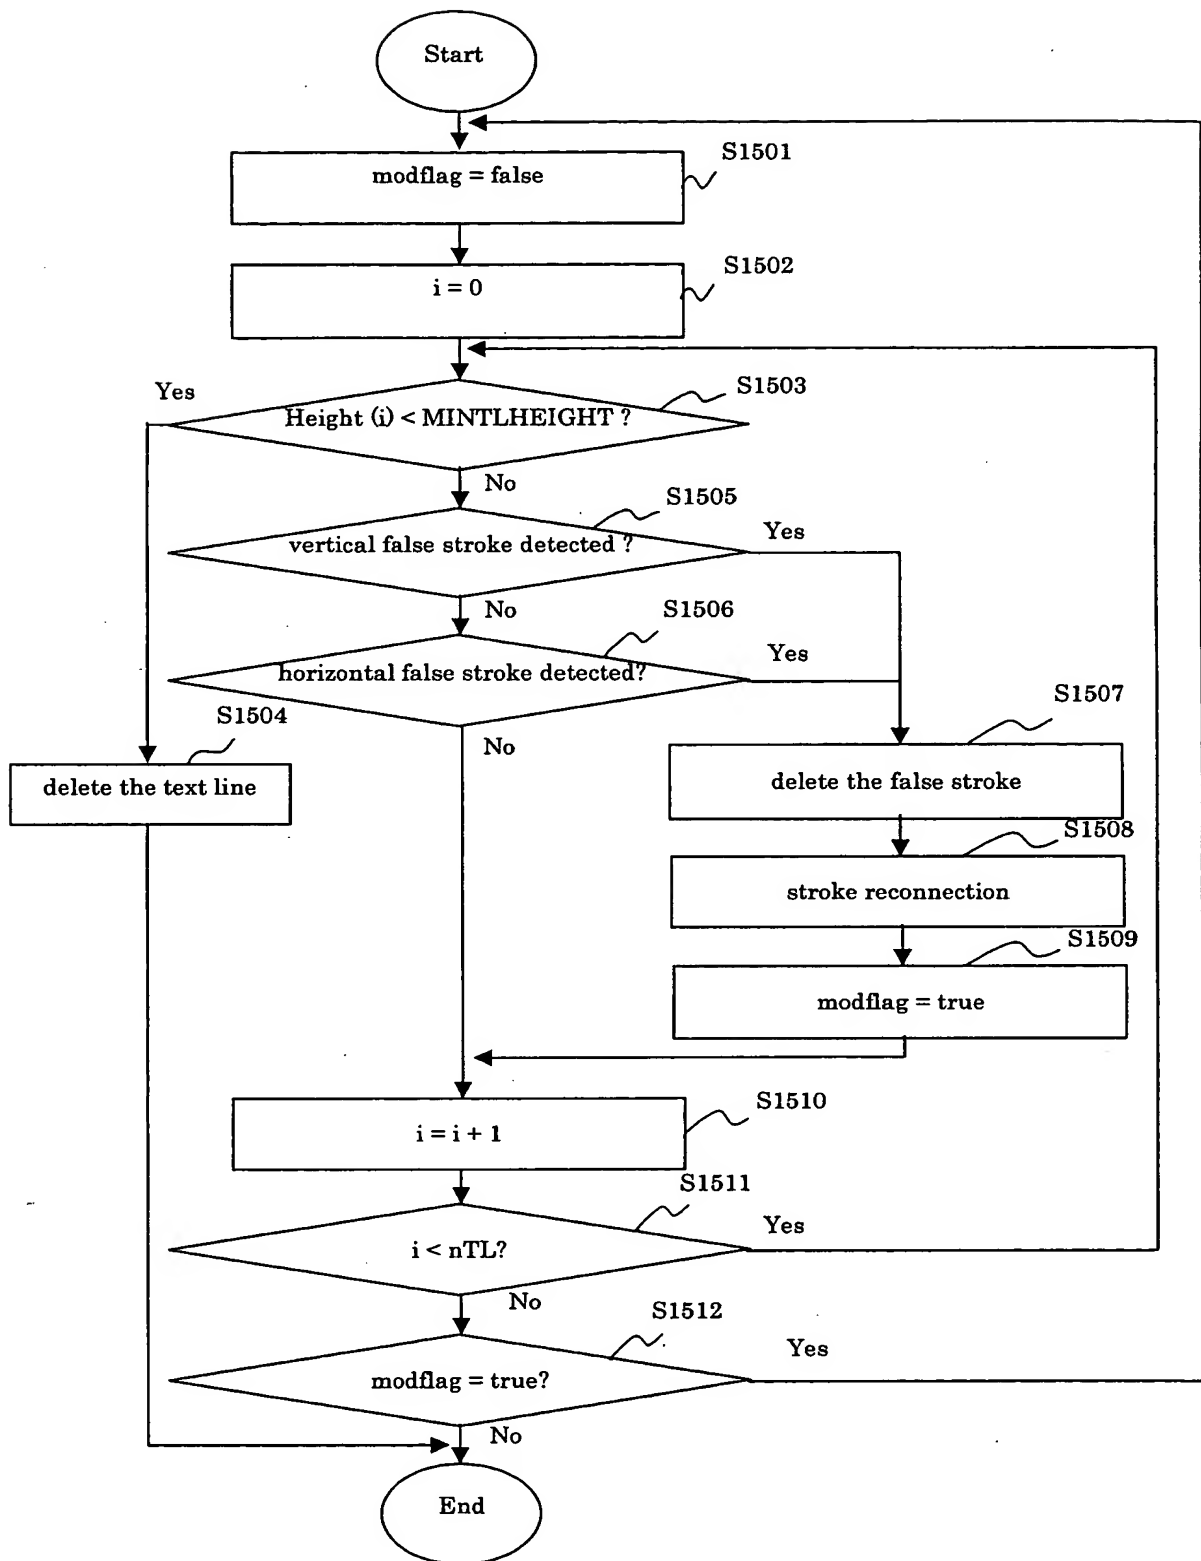 Start
S1501
modflag = false
S1502
i = 0
Yes
S1503
Height (i) < MINTLHEIGHT ?
No
S1505
vertical false stroke detected ?
Yes
No
S1506
horizontal false stroke detected?
Yes
S1504
No
S1507
delete the text line
delete the false stroke
S1508
stroke reconnection
S1509
modflag = true
S1510
i = i + 1
S1511
i < nTL?
Yes
No
S1512
modflag = true?
Yes
No
End